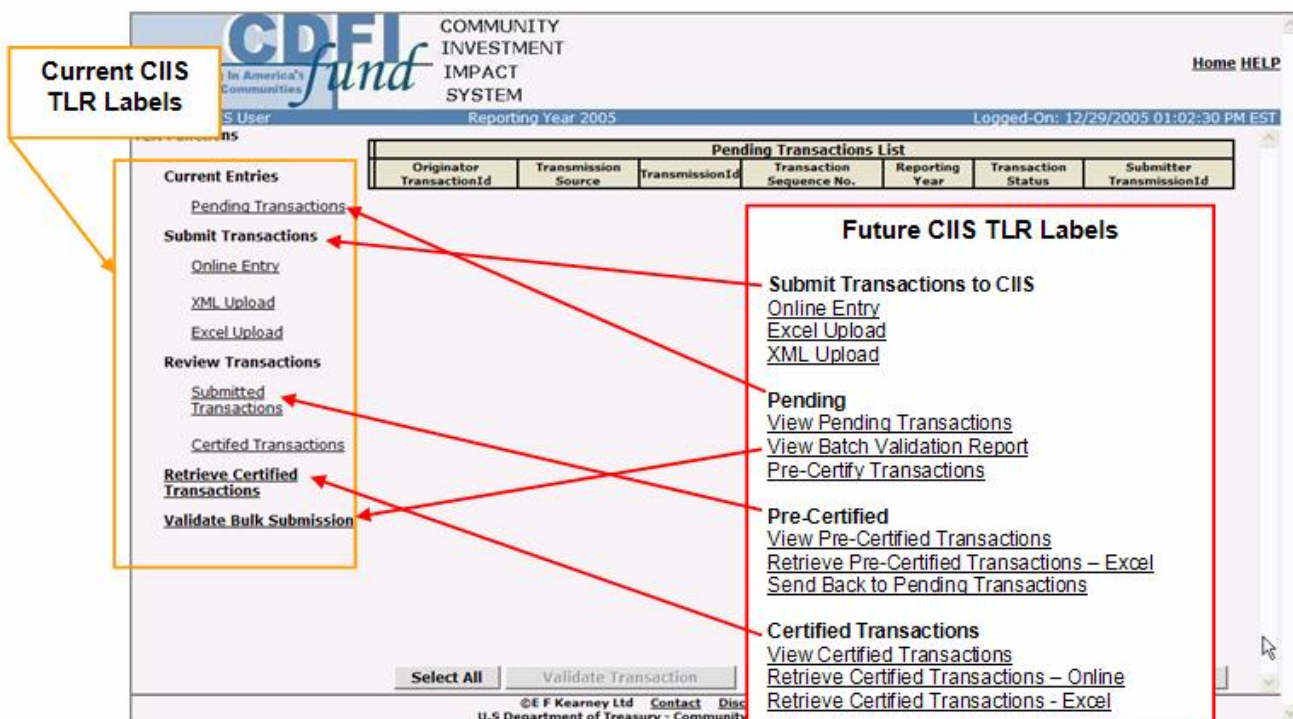 CDFI
fund
In America's
Communities
COMMUNITY
INVESTMENT
IMPACT
SYSTEM
Home HELP
Current CIIS
TLR Labels
User
Reporting Year 2005
Logged-On: 12/29/2005 01:02:30 PM EST
Pending Transactions List
Originator TransactionId
Transmission Source
TransmissionId
Transaction Sequence No.
Reporting Year
Transaction Status
Submitter TransmissionId
Current Entries
Pending Transactions
Submit Transactions
Online Entry
XML Upload
Excel Upload
Review Transactions
Submitted
Transactions
Certifed Transactions
Retrieve Certified
Transactions
Validate Bulk Submission
Future CIIS TLR Labels
Submit Transactions to CIIS
Online Entry
Excel Upload
XML Upload
Pending
View Pending Transactions
View Batch Validation Report
Pre-Certify Transactions
Pre-Certified
View Pre-Certified Transactions
Retrieve Pre-Certified Transactions – Excel
Send Back to Pending Transactions
Certified Transactions
View Certified Transactions
Retrieve Certified Transactions – Online
Retrieve Certified Transactions - Excel
Select All
Validate Transaction
©E F Kearney Ltd Contact
U.S Department of Treasury - Community